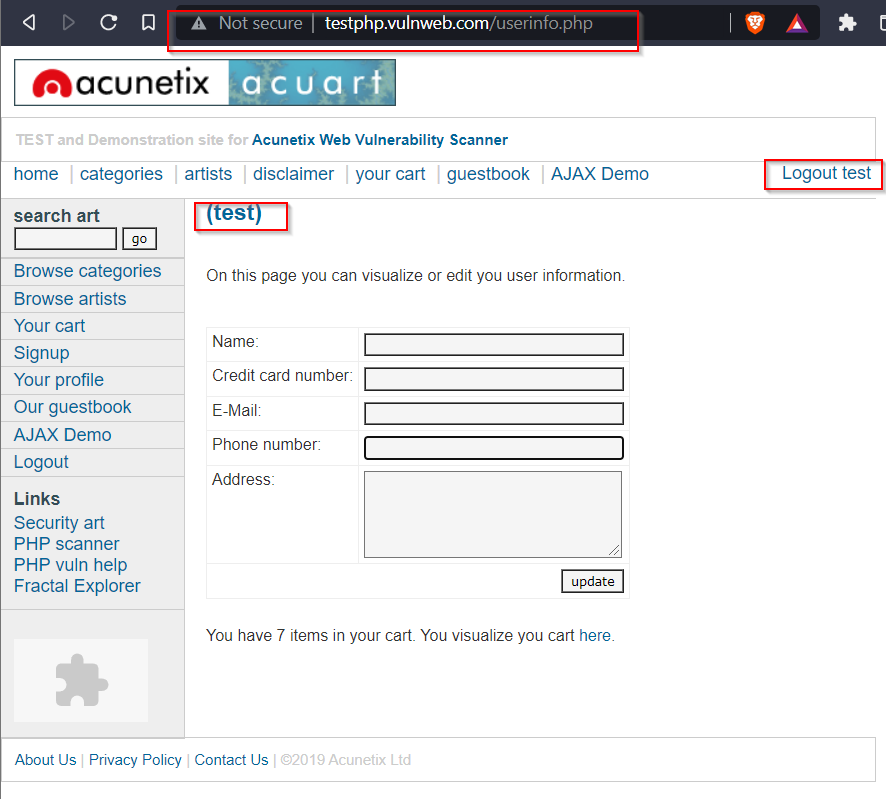 Not secure | testphp.vulnweb.com/userinfo.php
acunetix acuart
TEST and Demonstration site for Acunetix Web Vulnerability Scanner
home | categories | artists | disclaimer | your cart | guestbook | AJAX Demo
Logout test
search art
go
Browse categories
Browse artists
Your cart
Signup
Your profile
Our guestbook
AJAX Demo
Logout
Links
Security art
PHP scanner
PHP vuln help
Fractal Explorer
(test)
On this page you can visualize or edit you user information.
Name:
Credit card number:
E-Mail:
Phone number:
Address:
update
You have 7 items in your cart. You visualize you cart here.
About Us | Privacy Policy | Contact Us | ©2019 Acunetix Ltd